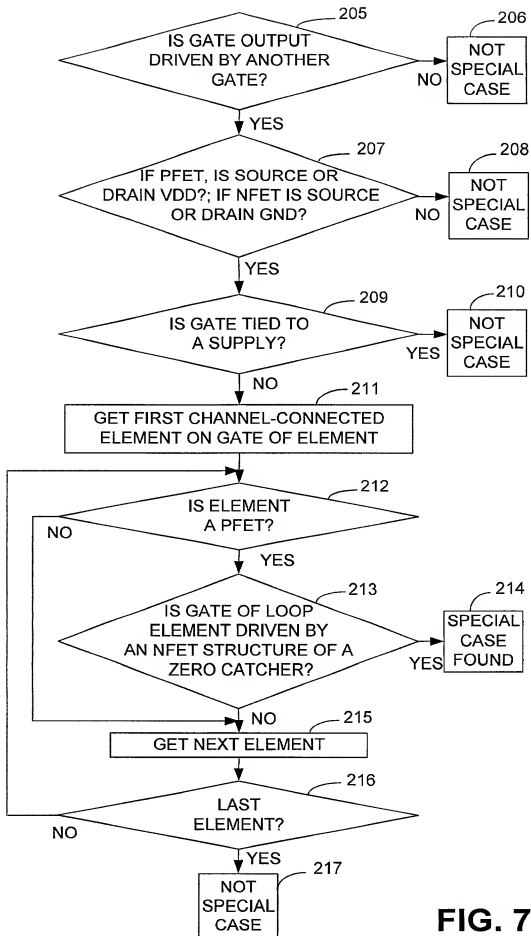 205
IS GATE OUTPUT
DRIVEN BY ANOTHER
GATE?
206
NOT
SPECIAL
CASE
NO
YES
207
IF PFET, IS SOURCE OR
DRAIN VDD?; IF NFET IS SOURCE
OR DRAIN GND?
208
NOT
SPECIAL
CASE
NO
YES
209
IS GATE TIED TO
A SUPPLY?
210
NOT
SPECIAL
CASE
YES
NO
211
GET FIRST CHANNEL-CONNECTED
ELEMENT ON GATE OF ELEMENT
212
IS ELEMENT
A PFET?
NO
YES
213
IS GATE OF LOOP
ELEMENT DRIVEN BY
AN NFET STRUCTURE OF A
ZERO CATCHER?
214
SPECIAL
CASE
FOUND
YES
NO
215
GET NEXT ELEMENT
216
LAST
ELEMENT?
NO
YES
217
NOT
SPECIAL
CASE
FIG. 7